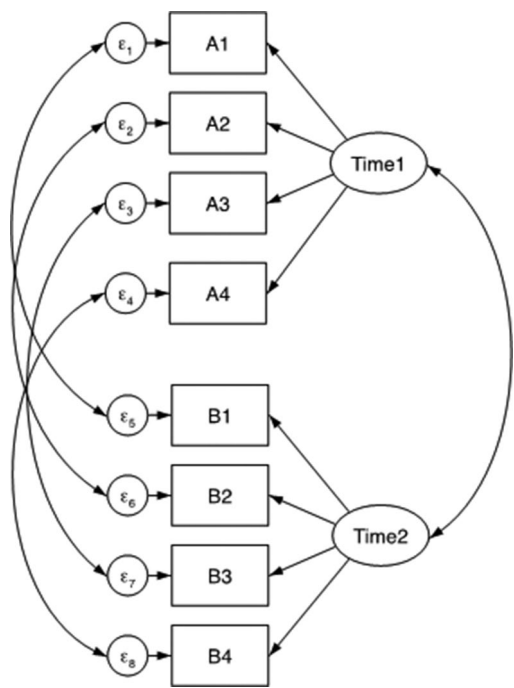 ε₁ A1
ε₂ A2
Time1
ε₃ A3
ε₄ A4
ε₅ B1
ε₆ B2
Time2
ε₇ B3
ε₈ B4